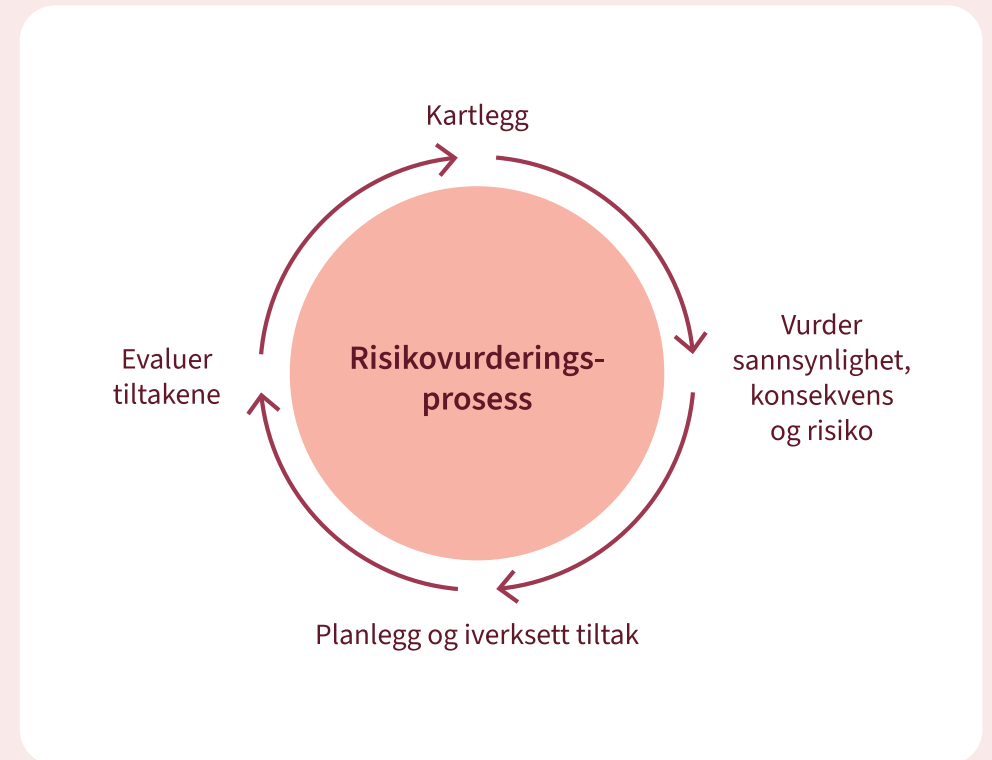 Kartlegg
Vurder
sannsynlighet,
konsekvens
og risiko
Planlegg og iverksett tiltak
Evaluer
tiltakene
Risikovurderings-
prosess